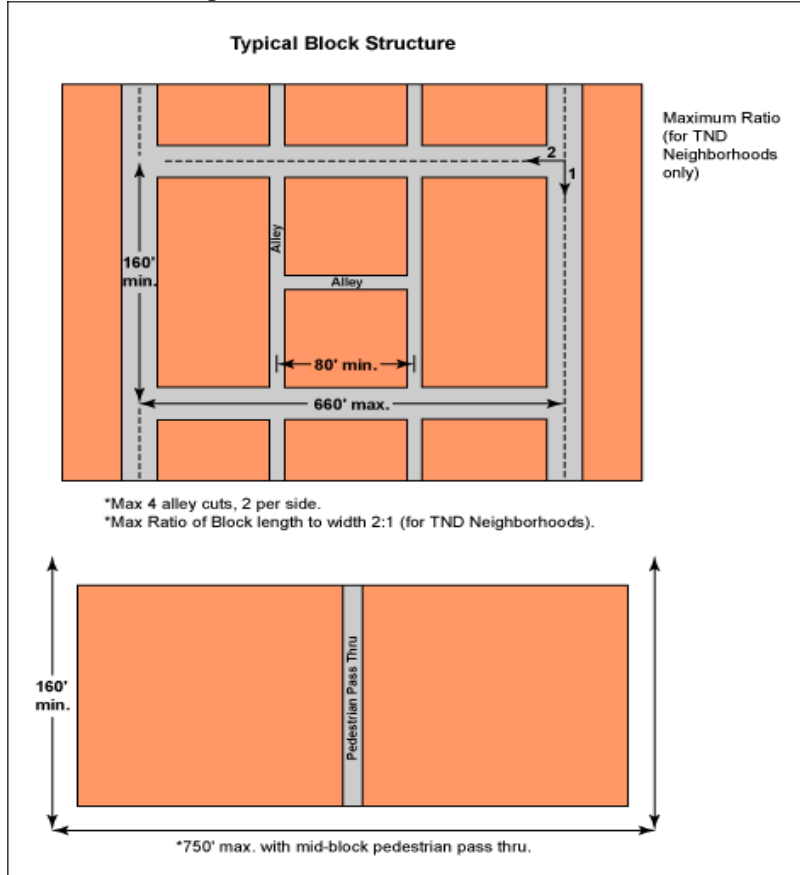 Typical Block Structure
Maximum Ratio
(for TND
Neighborhoods
only)
2
1
Alley
160'
min.
Alley
80' min.
660' max.
*Max 4 alley cuts, 2 per side.
*Max Ratio of Block length to width 2:1 (for TND Neighborhoods).
160'
min.
Pedestrian Pass Thru
*750' max. with mid-block pedestrian pass thru.